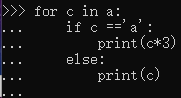 >>> for c in a:
...     if c =='a':
...         print(c*3)
...     else:
...         print(c)